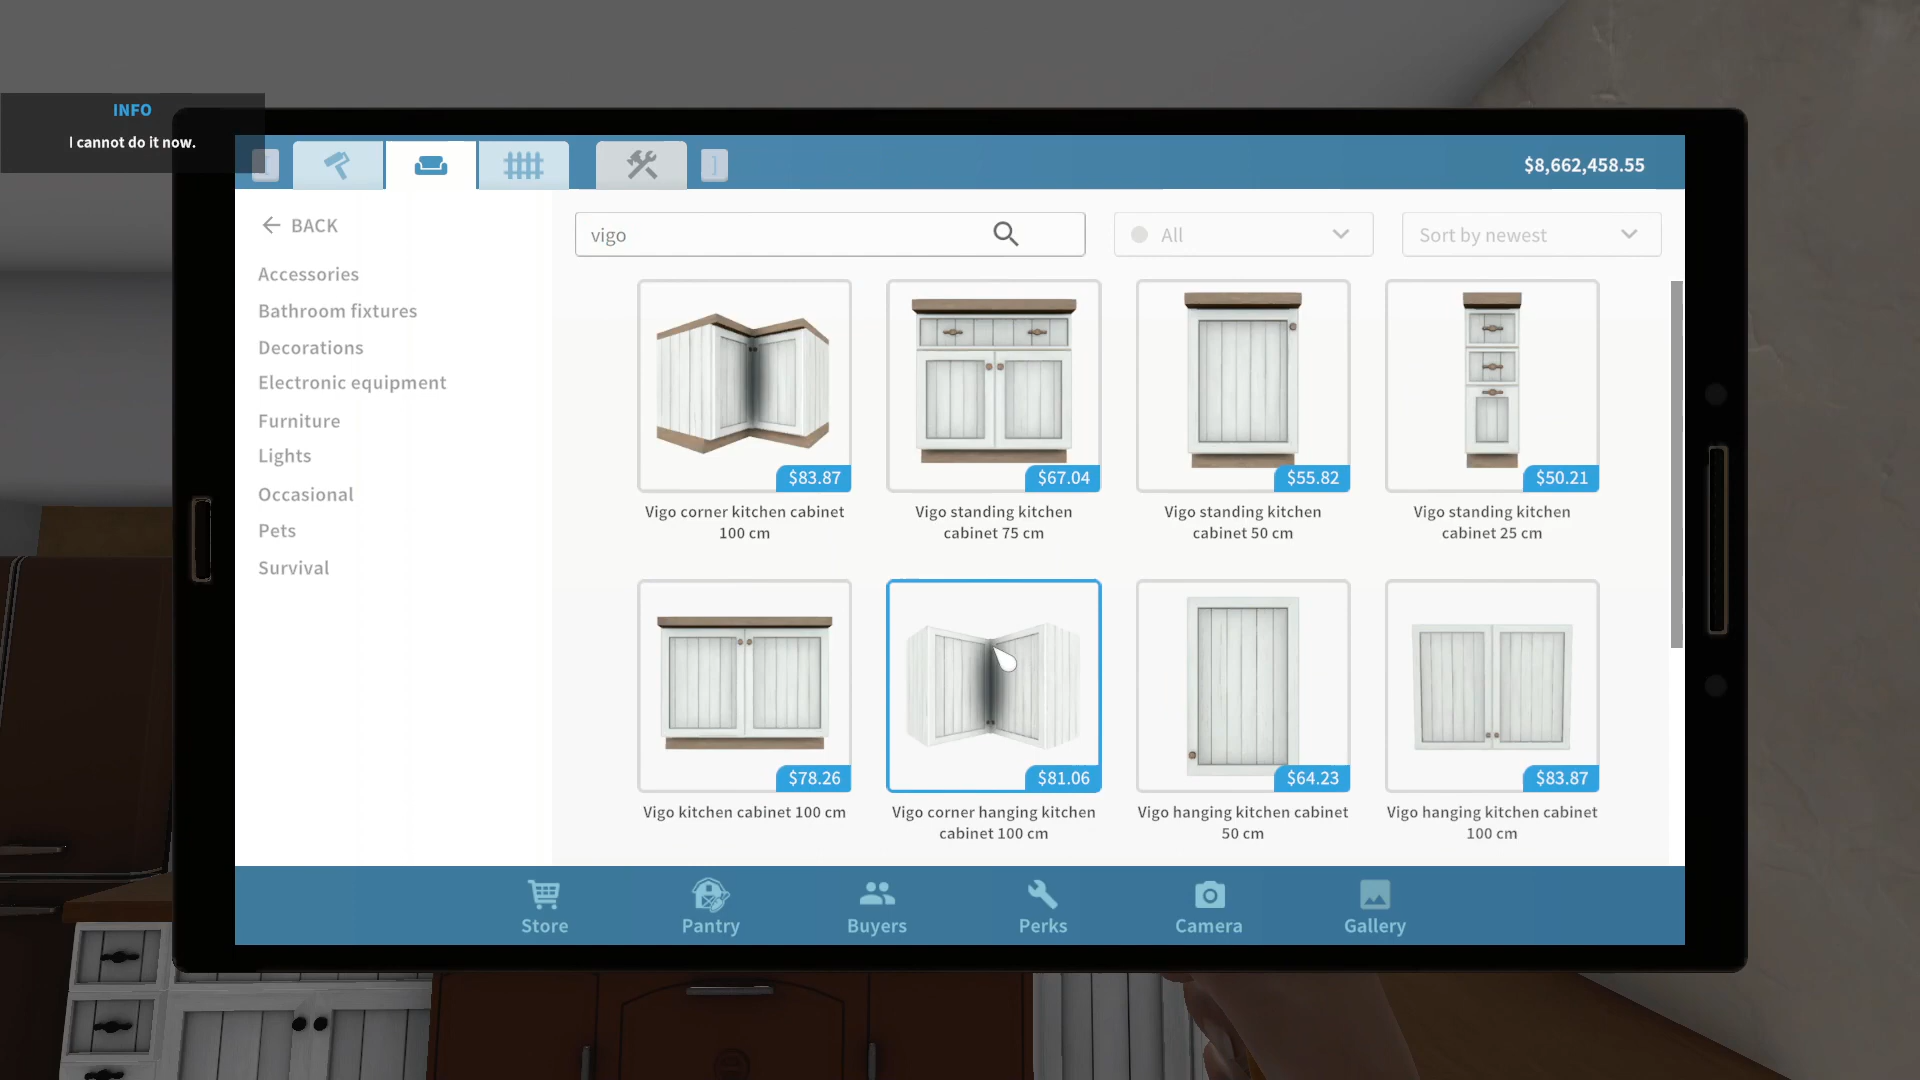 INFO
I cannot do it now.
[
]
$8,662,458.55
BACK
Accessories
Bathroom fixtures
Decorations
Electronic equipment
Furniture
Lights
Occasional
Pets
Survival
vigo
All
Sort by newest
$83.87
$67.04
$55.82
$50.21
Vigo corner kitchen cabinet
100 cm
Vigo standing kitchen
cabinet 75 cm
Vigo standing kitchen
cabinet 50 cm
Vigo standing kitchen
cabinet 25 cm
$78.26
$81.06
$64.23
$83.87
Vigo kitchen cabinet 100 cm
Vigo corner hanging kitchen
cabinet 100 cm
Vigo hanging kitchen cabinet
50 cm
Vigo hanging kitchen cabinet
100 cm
Store
Pantry
Buyers
Perks
Camera
Gallery